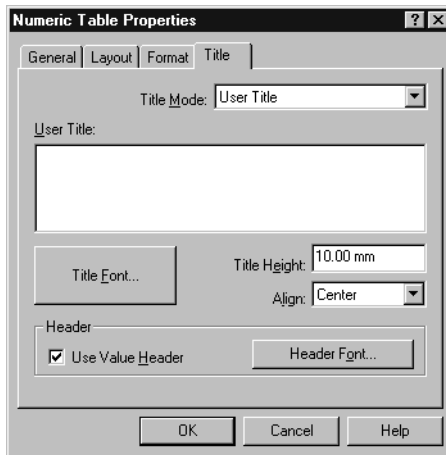 Numeric Table Properties
General Layout Format Title
Title Mode: User Title
User Title:
Title Font...
Title Height: 10.00 mm
Align: Center
Header
Use Value Header
Header Font...
OK Cancel Help